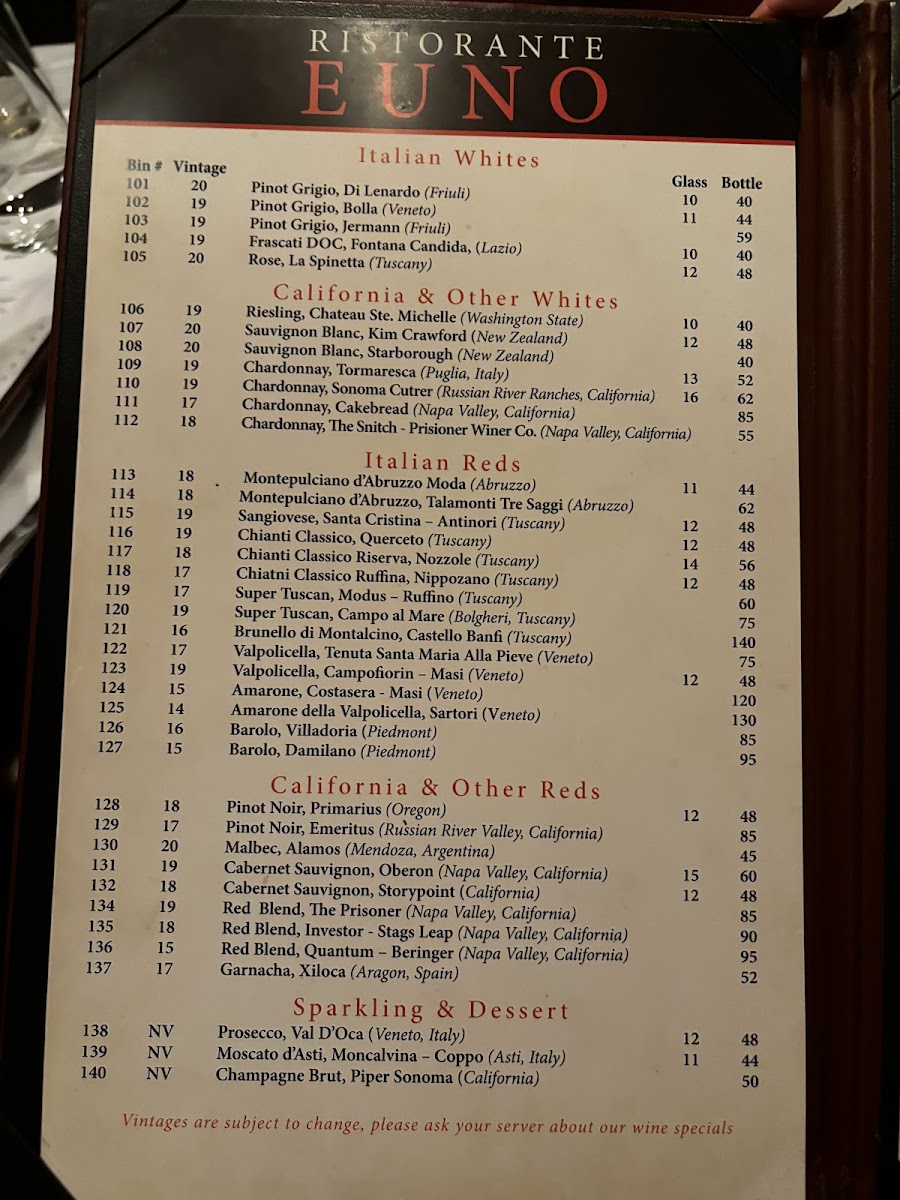 RISTORANTE
EUNO
Italian Whites
Bin # Vintage Glass Bottle
101 20 Pinot Grigio, Di Lenardo (Friuli) 10 40
102 19 Pinot Grigio, Bolla (Veneto) 11 44
103 19 Pinot Grigio, Jermann (Friuli) 59
104 19 Frascati DOC, Fontana Candida, (Lazio) 10 40
105 20 Rose, La Spinetta (Tuscany) 12 48
California & Other Whites
106 19 Riesling, Chateau Ste. Michelle (Washington State) 10 40
107 20 Sauvignon Blanc, Kim Crawford (New Zealand) 12 48
108 20 Sauvignon Blanc, Starborough (New Zealand) 40
109 19 Chardonnay, Tormaresca (Puglia, Italy) 13 52
110 19 Chardonnay, Sonoma Cutrer (Russian River Ranches, California) 16 62
111 17 Chardonnay, Cakebread (Napa Valley, California) 85
112 18 Chardonnay, The Snitch - Prisioner Winer Co. (Napa Valley, California) 55
Italian Reds
113 18 Montepulciano d'Abruzzo Moda (Abruzzo) 11 44
114 18 Montepulciano d'Abruzzo, Talamonti Tre Saggi (Abruzzo) 62
115 19 Sangiovese, Santa Cristina – Antinori (Tuscany) 12 48
116 19 Chianti Classico, Querceto (Tuscany) 12 48
117 18 Chianti Classico Riserva, Nozzole (Tuscany) 14 56
118 17 Chiatni Classico Ruffina, Nippozano (Tuscany) 12 48
119 17 Super Tuscan, Modus – Ruffino (Tuscany) 60
120 19 Super Tuscan, Campo al Mare (Bolgheri, Tuscany) 75
121 16 Brunello di Montalcino, Castello Banfi (Tuscany) 140
122 17 Valpolicella, Tenuta Santa Maria Alla Pieve (Veneto) 75
123 19 Valpolicella, Campofiorin – Masi (Veneto) 12 48
124 15 Amarone, Costasera - Masi (Veneto) 120
125 14 Amarone della Valpolicella, Sartori (Veneto) 130
126 16 Barolo, Villadoria (Piedmont) 85
127 15 Barolo, Damilano (Piedmont) 95
California & Other Reds
128 18 Pinot Noir, Primarius (Oregon) 12 48
129 17 Pinot Noir, Emeritus (Russian River Valley, California) 85
130 20 Malbec, Alamos (Mendoza, Argentina) 45
131 19 Cabernet Sauvignon, Oberon (Napa Valley, California) 15 60
132 18 Cabernet Sauvignon, Storypoint (California) 12 48
134 19 Red Blend, The Prisoner (Napa Valley, California) 85
135 18 Red Blend, Investor - Stags Leap (Napa Valley, California) 90
136 15 Red Blend, Quantum – Beringer (Napa Valley, California) 95
137 17 Garnacha, Xiloca (Aragon, Spain) 52
Sparkling & Dessert
138 NV Prosecco, Val D'Oca (Veneto, Italy) 12 48
139 NV Moscato d'Asti, Moncalvina – Coppo (Asti, Italy) 11 44
140 NV Champagne Brut, Piper Sonoma (California) 50
Vintages are subject to change, please ask your server about our wine specials